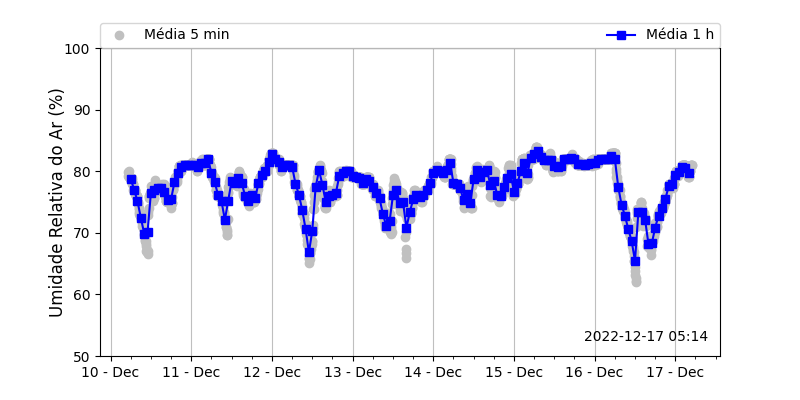 Média 5 min
Média 1 h
Umidade Relativa do Ar (%)
100
90
80
70
60
50
2022-12-17 05:14
10 - Dec
11 - Dec
12 - Dec
13 - Dec
14 - Dec
15 - Dec
16 - Dec
17 - Dec